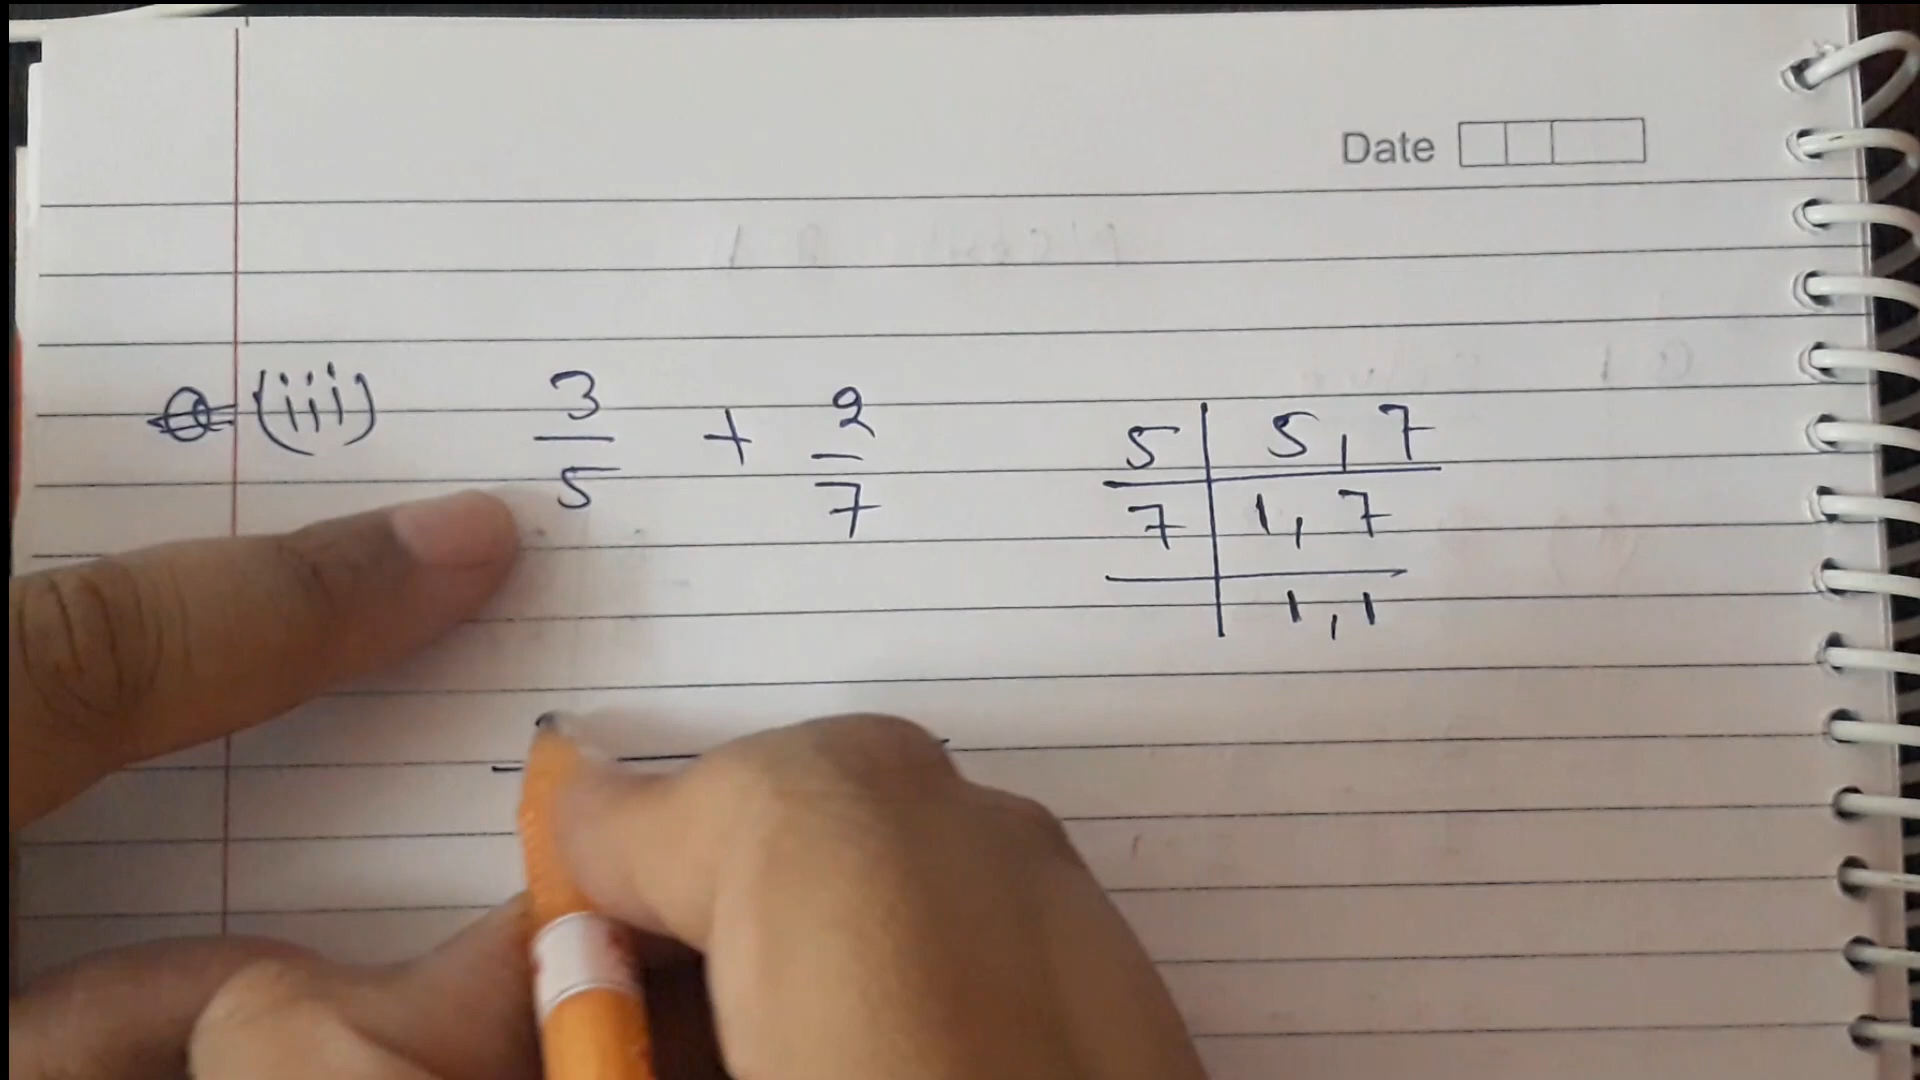 Date
(iii) 3/5 + 2/7
5 | 5, 7
7 | 1, 7
| 1, 1